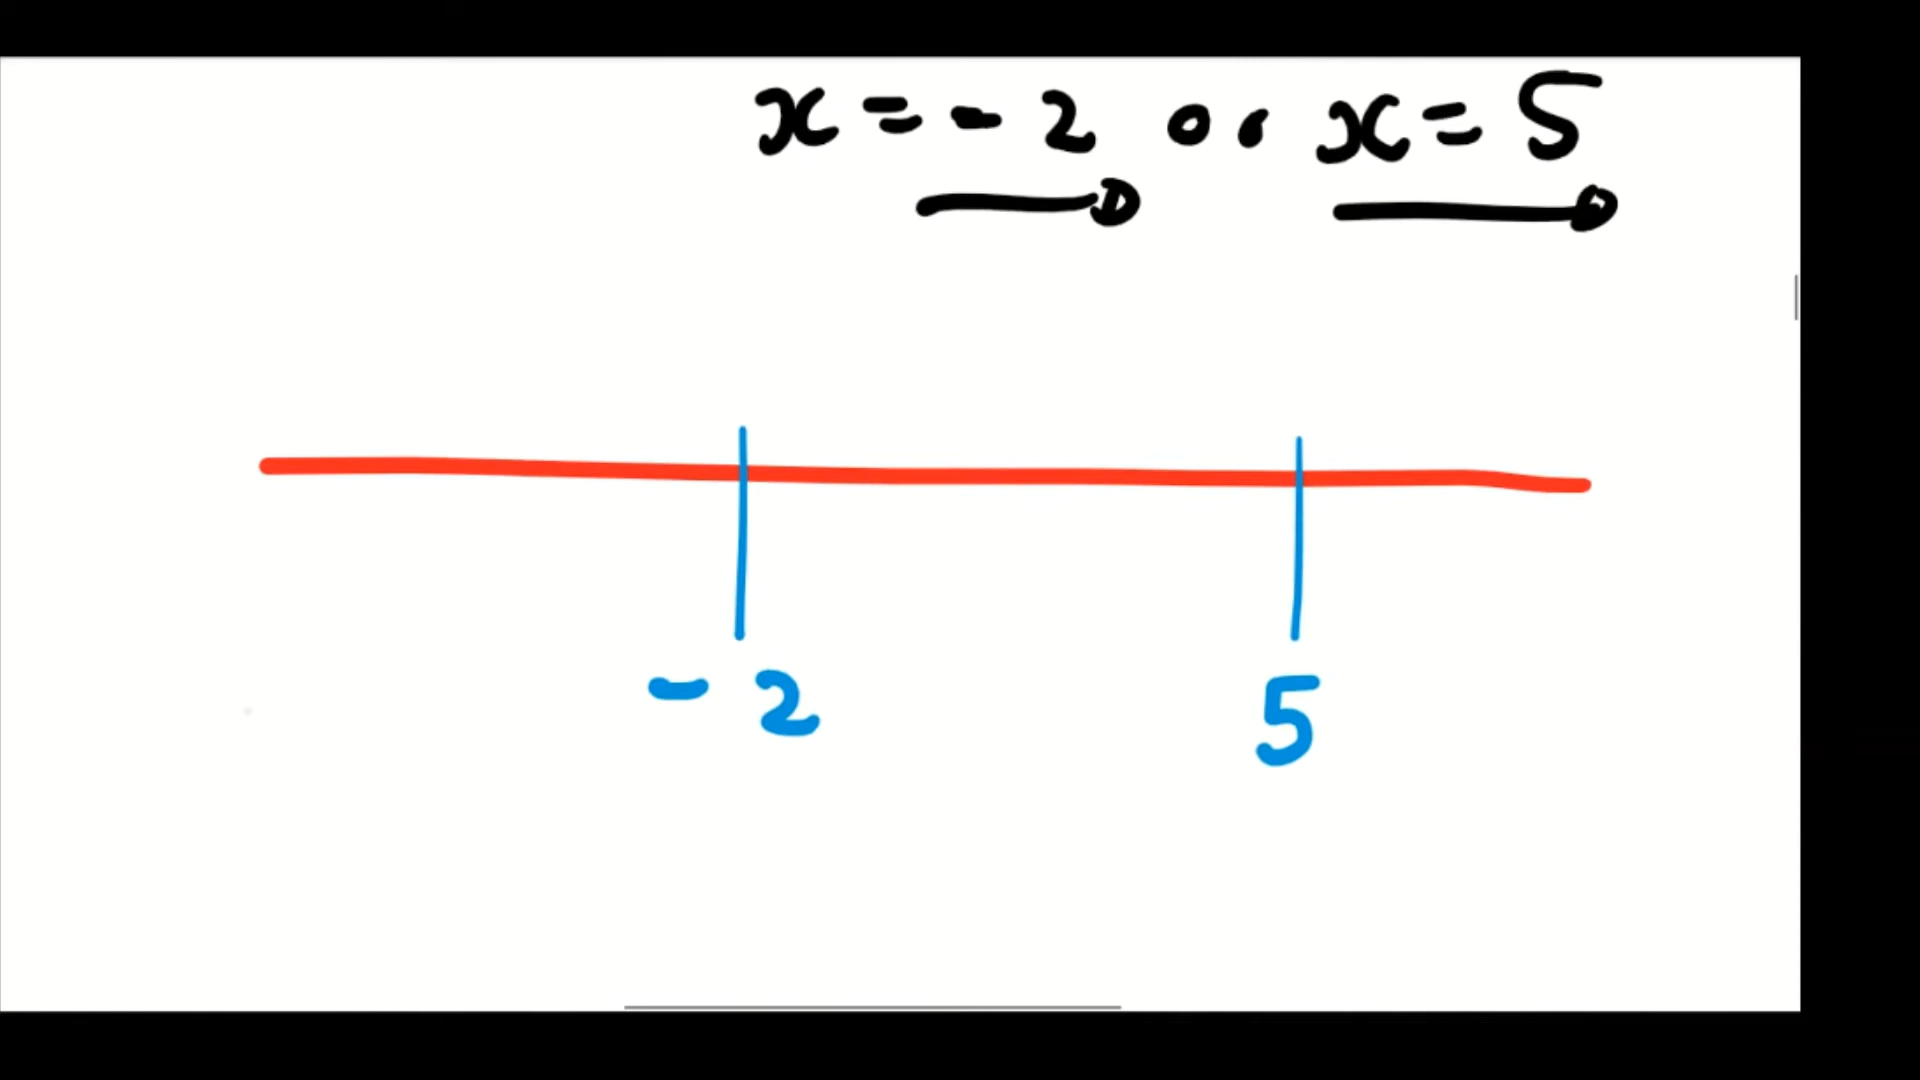 x = - 2 or x = 5
- 2 5